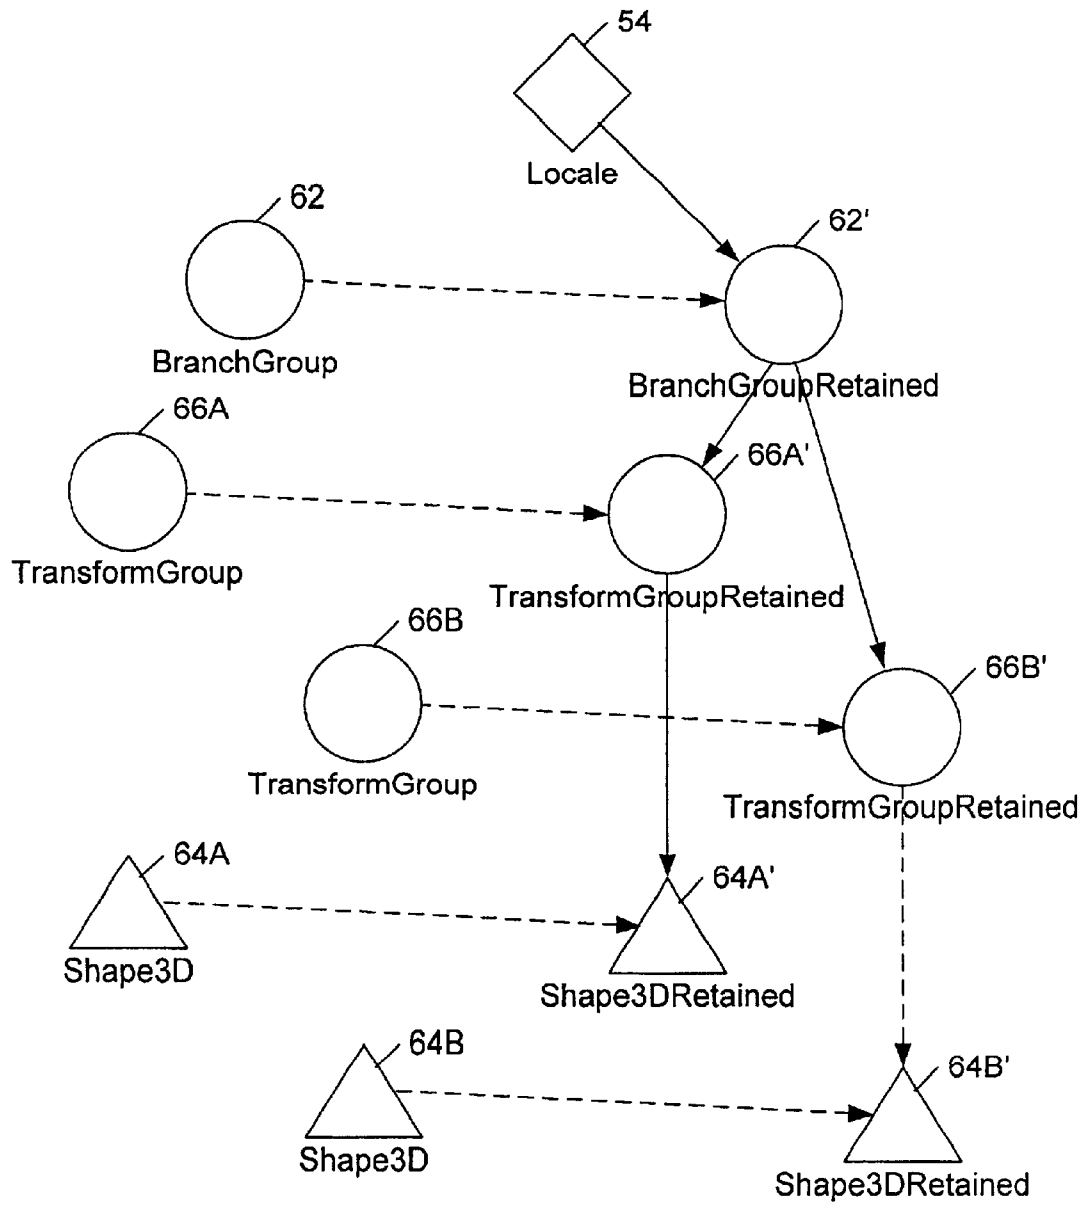 54
Locale
62
62'
BranchGroup
BranchGroupRetained
66A
66A'
TransformGroup
TransformGroupRetained
66B
66B'
TransformGroup
TransformGroupRetained
64A
64A'
Shape3D
Shape3DRetained
64B
64B'
Shape3D
Shape3DRetained